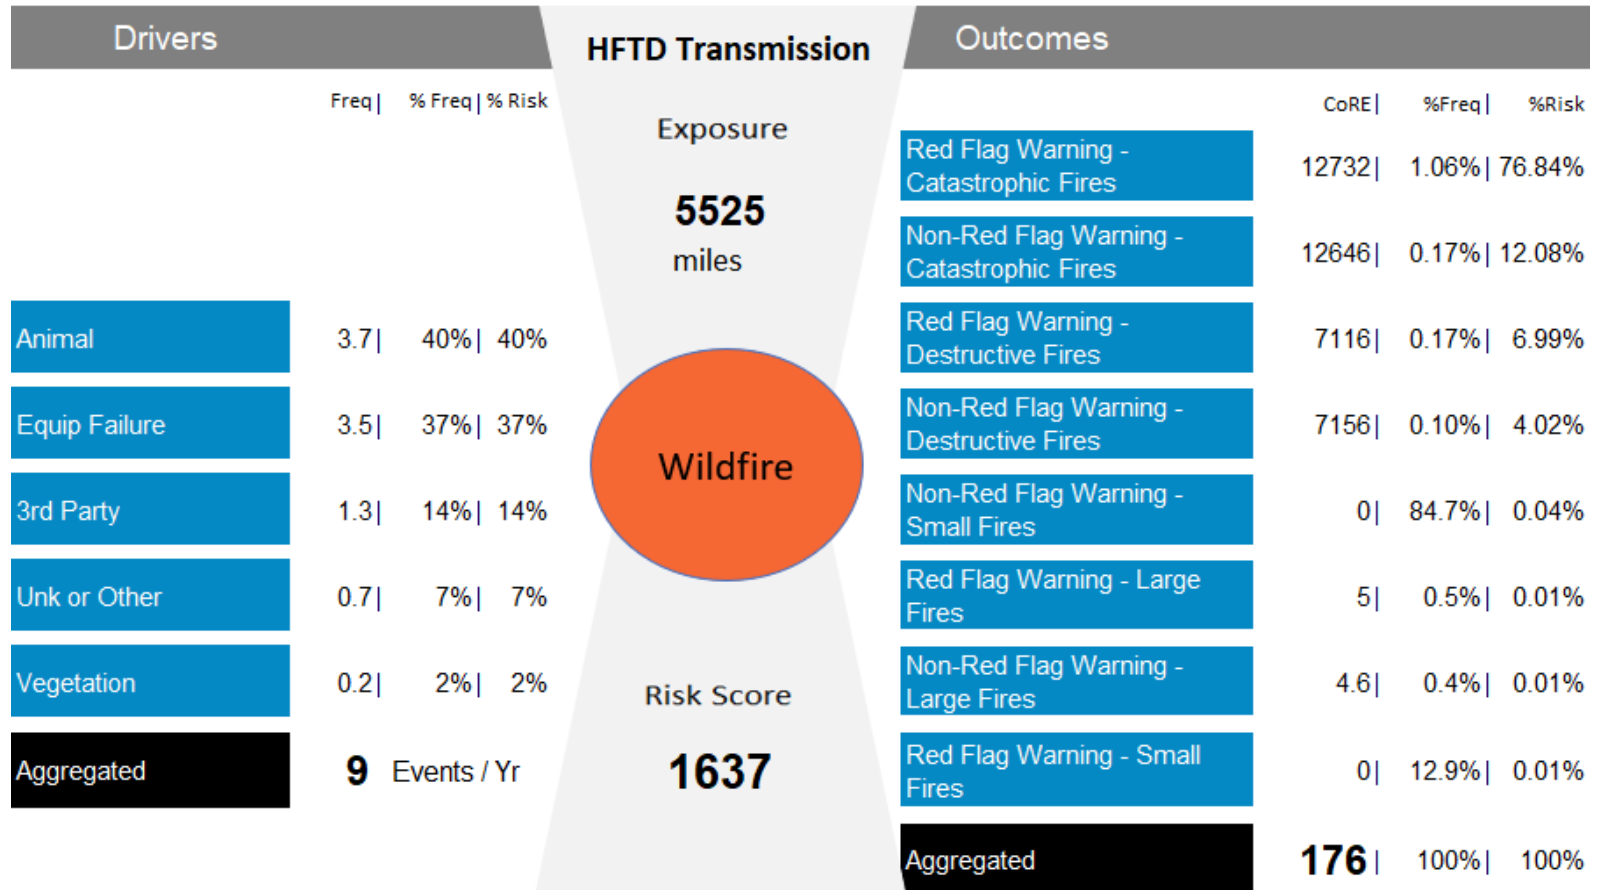 Drivers
HFTD Transmission
Outcomes
Freq| % Freq| % Risk
Animal 3.7| 40%| 40%
Equip Failure 3.5| 37%| 37%
3rd Party 1.3| 14%| 14%
Unk or Other 0.7| 7%| 7%
Vegetation 0.2| 2%| 2%
Aggregated 9 Events / Yr
Exposure
5525
miles
Wildfire
Risk Score
1637
CoRE| %Freq| %Risk
Red Flag Warning -
Catastrophic Fires 12732| 1.06%| 76.84%
Non-Red Flag Warning -
Catastrophic Fires 12646| 0.17%| 12.08%
Red Flag Warning -
Destructive Fires 7116| 0.17%| 6.99%
Non-Red Flag Warning -
Destructive Fires 7156| 0.10%| 4.02%
Non-Red Flag Warning -
Small Fires 0| 84.7%| 0.04%
Red Flag Warning - Large
Fires 5| 0.5%| 0.01%
Non-Red Flag Warning -
Large Fires 4.6| 0.4%| 0.01%
Red Flag Warning - Small
Fires 0| 12.9%| 0.01%
Aggregated 176| 100%| 100%